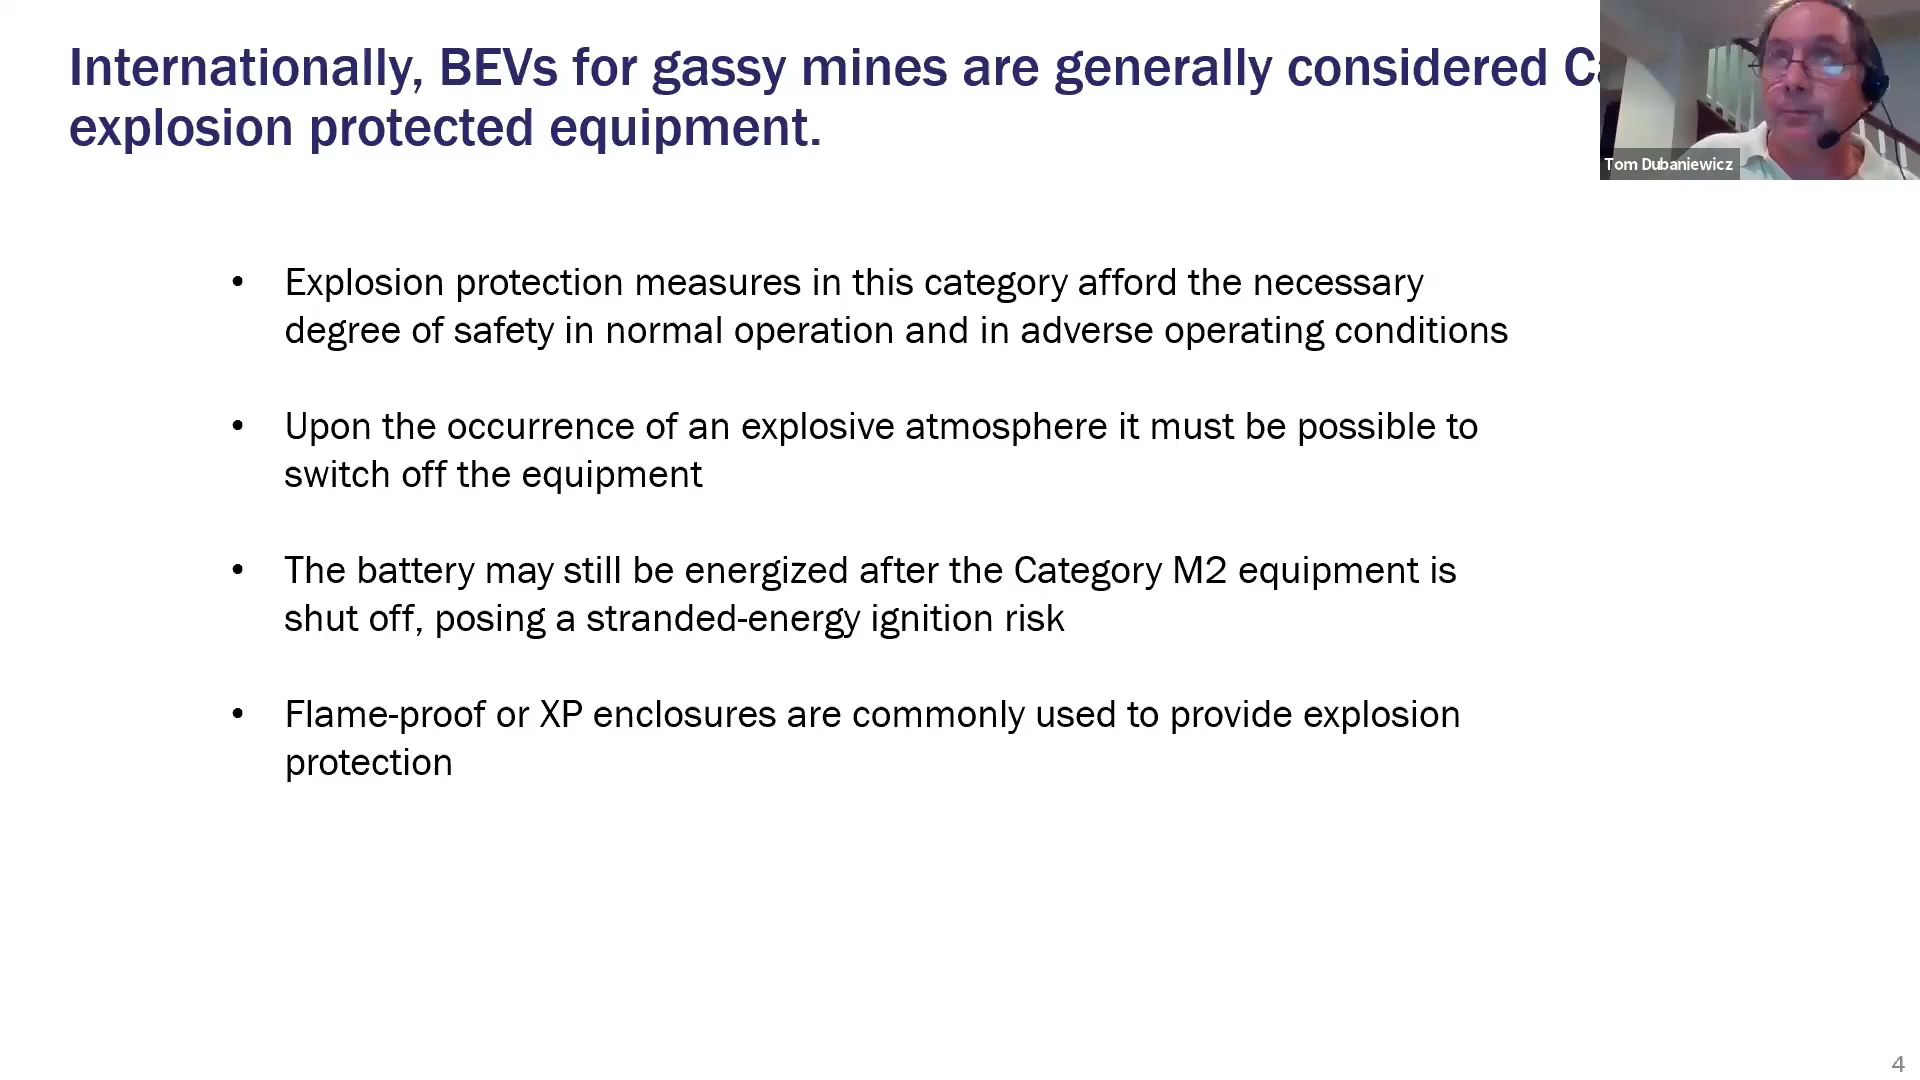 Internationally, BEVs for gassy mines are generally considered
explosion protected equipment.
Tom Dubaniewicz
• Explosion protection measures in this category afford the necessary
degree of safety in normal operation and in adverse operating conditions
• Upon the occurrence of an explosive atmosphere it must be possible to
switch off the equipment
• The battery may still be energized after the Category M2 equipment is
shut off, posing a stranded-energy ignition risk
• Flame-proof or XP enclosures are commonly used to provide explosion
protection
4